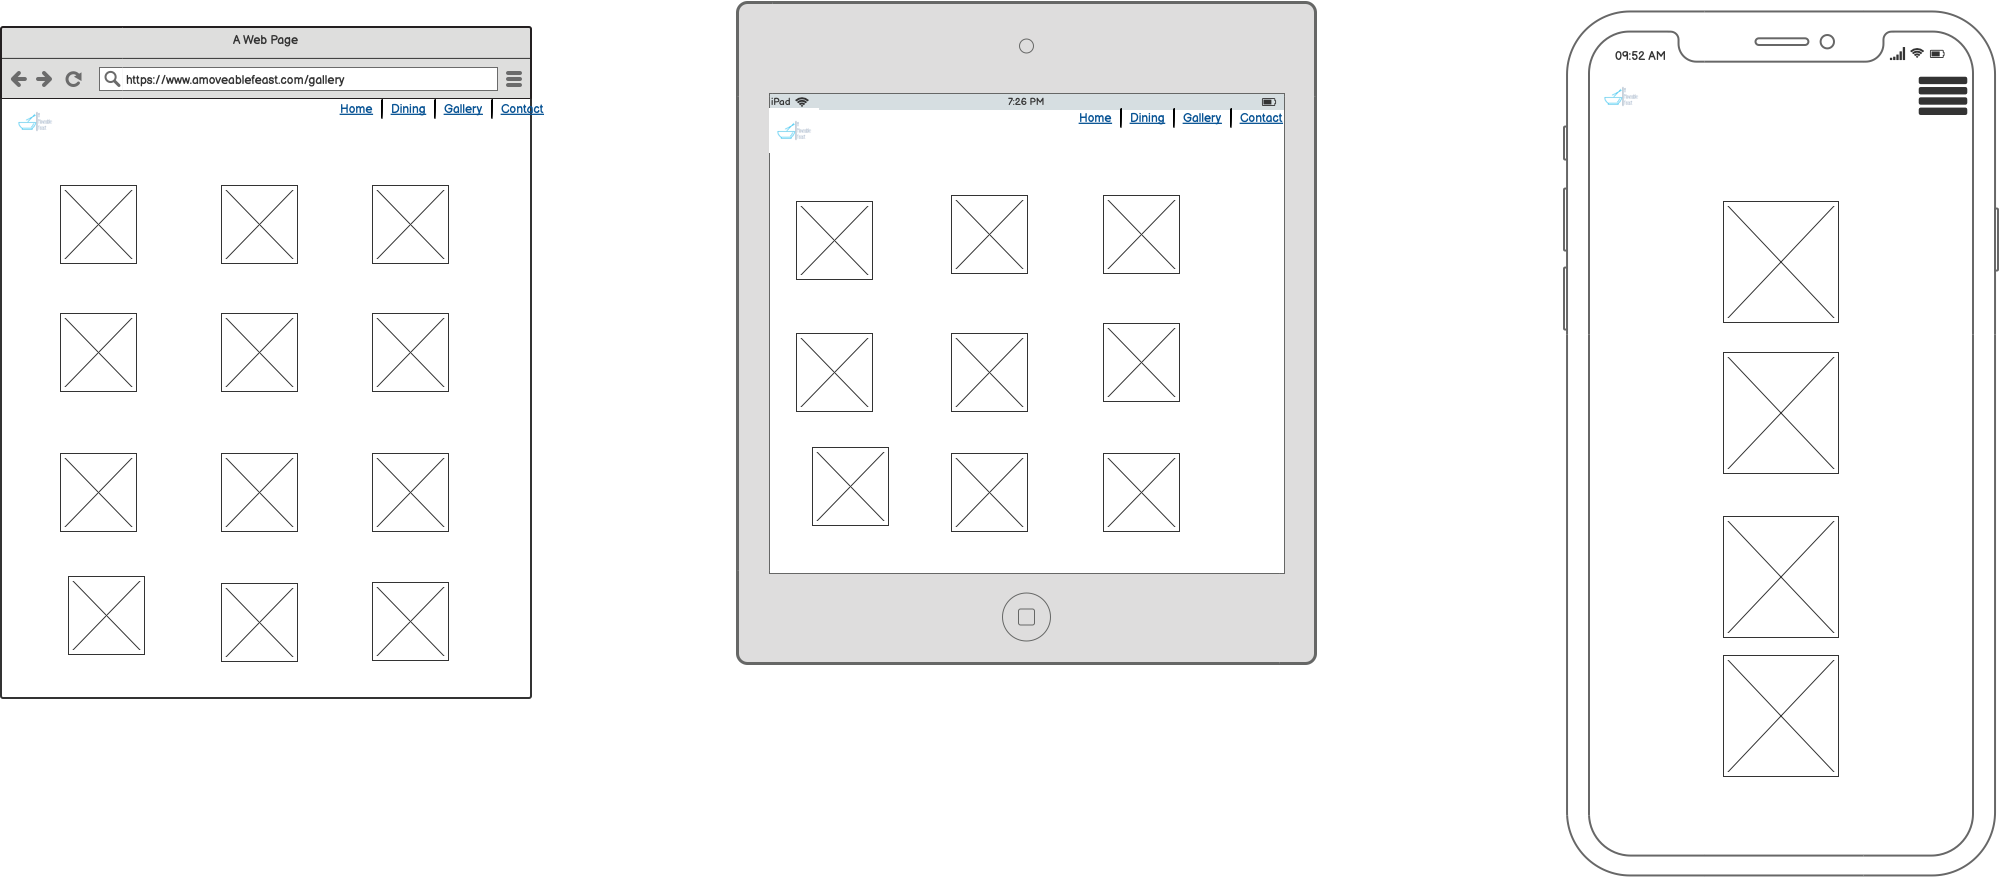 A Web Page
https://www.amoveablefeast.com/gallery
Home Dining Gallery Contact
iPad 7:26 PM
Home Dining Gallery Contact
09:52 AM